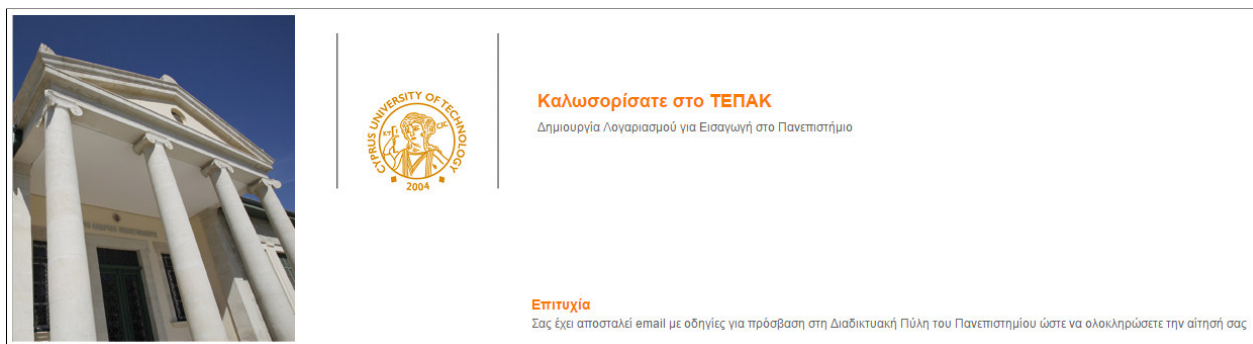 CYPRUS UNIVERSITY OF TECHNOLOGY
2004
Καλωσορίσατε στο ΤΕΠΑΚ
Δημιουργία Λογαριασμού για Εισαγωγή στο Πανεπιστήμιο
Επιτυχία
Σας έχει αποσταλεί email με οδηγίες για πρόσβαση στη Διαδικτυακή Πύλη του Πανεπιστημίου ώστε να ολοκληρώσετε την αίτησή σας